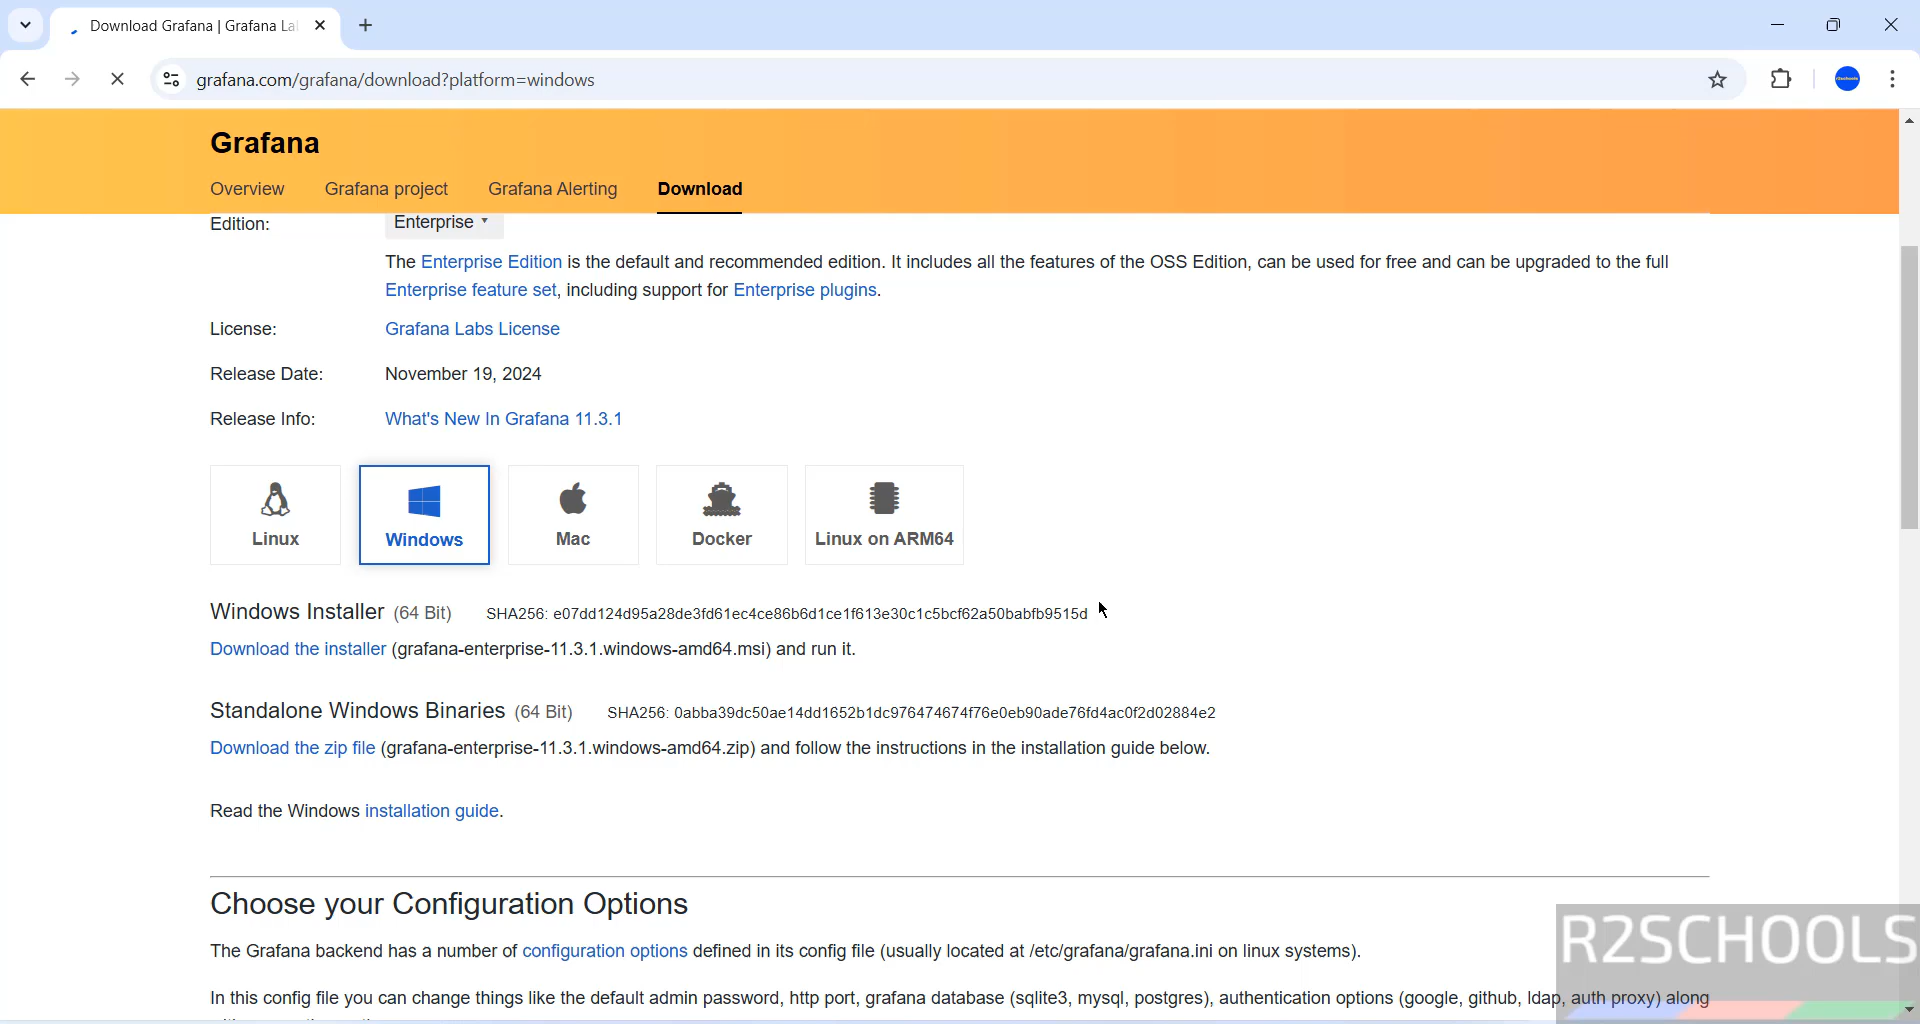 Download Grafana | Grafana La
grafana.com/grafana/download?platform=windows
Grafana
Overview Grafana project Grafana Alerting Download
Edition: Enterprise
The Enterprise Edition is the default and recommended edition. It includes all the features of the OSS Edition, can be used for free and can be upgraded to the full
Enterprise feature set, including support for Enterprise plugins.
License: Grafana Labs License
Release Date: November 19, 2024
Release Info: What's New In Grafana 11.3.1
Linux Windows Mac Docker Linux on ARM64
Windows Installer (64 Bit) SHA256: e07dd124d95a28de3fd61ec4ce86b6d1ce1f613e30c1c5bcf62a50babfb9515d
Download the installer (grafana-enterprise-11.3.1.windows-amd64.msi) and run it.
Standalone Windows Binaries (64 Bit) SHA256: 0abba39dc50ae14dd1652b1dc976474674f76e0eb90ade76fd4ac0f2d02884e2
Download the zip file (grafana-enterprise-11.3.1.windows-amd64.zip) and follow the instructions in the installation guide below.
Read the Windows installation guide.
Choose your Configuration Options
The Grafana backend has a number of configuration options defined in its config file (usually located at /etc/grafana/grafana.ini on linux systems).
In this config file you can change things like the default admin password, http port, grafana database (sqlite3, mysql, postgres), authentication options (google, github, ldap, auth proxy) along
R2SCHOOLS